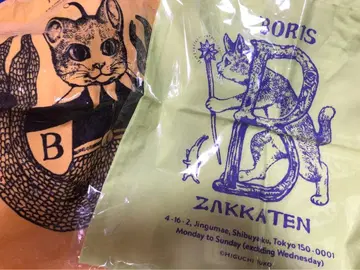 B
BORIS
B
ZAKKATEN
4-16-2, Jingumae, Shibuya-ku, Tokyo 150-0001
Monday to Sunday (excluding Wednesday)
©HIGUCHI YUKO